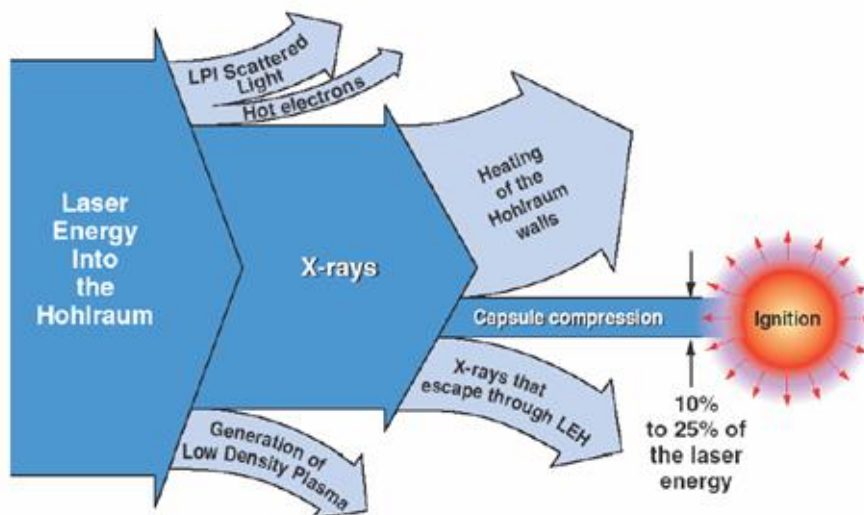 LPI Scattered
Light
Hot electrons
Laser
Energy
Into
the
Hohlraum
X-rays
Heating
of the
Hohlraum
walls
Capsule compression
Ignition
X-rays that
escape through LEH
Generation of
Low Density Plasma
10%
to 25% of
the laser
energy